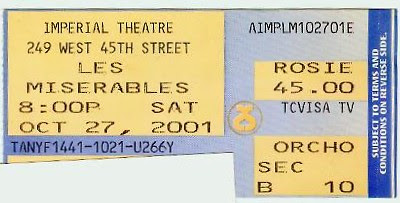 IMPERIAL THEATRE
249 WEST 45TH STREET
LES
MISERABLES
8:00P SAT
OCT 27, 2001
TANYF1441-1021-U266Y
AIMPLM102701E
ROSIE
45.00
TCVISA TV
ORCHO
SEC
B 10
SUBJECT TO TERMS AND
CONDITIONS ON REVERSE SIDE.